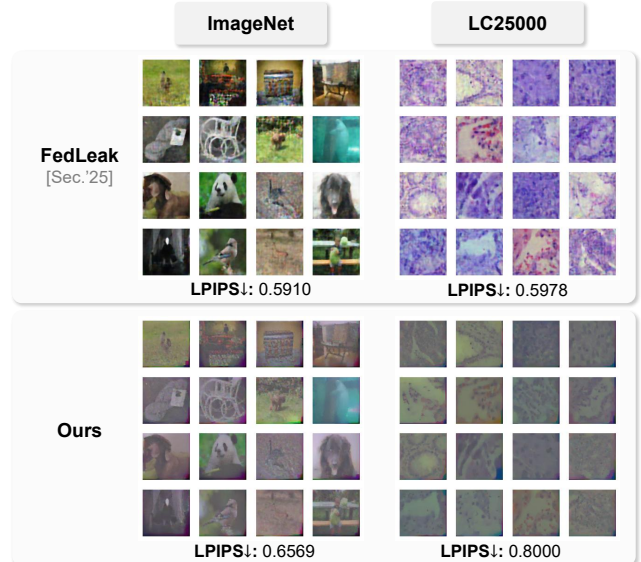 ImageNet
LC25000
FedLeak
[Sec.'25]
LPIPS↓: 0.5910
LPIPS↓: 0.5978
Ours
LPIPS↓: 0.6569
LPIPS↓: 0.8000